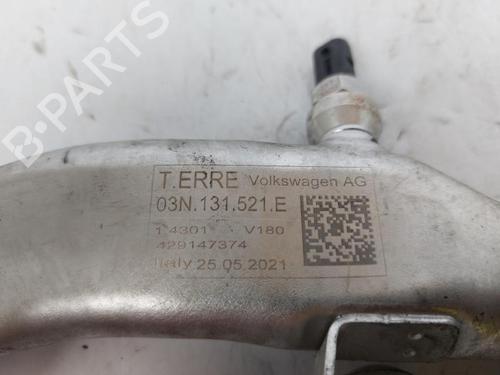 T.ERRE Volkswagen AG
03N.131.521.E
1.4301 V180
429147374
Italy 25.05.2021
B-PARTS